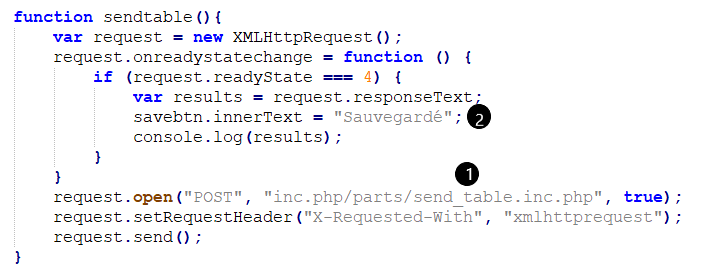 function sendtable(){
    var request = new XMLHttpRequest();
    request.onreadystatechange = function () {
        if (request.readyState === 4) {
            var results = request.responseText;
            savebtn.innerText = "Sauvegardé"; 2
            console.log(results);
        }
    }
1
    request.open("POST", "inc.php/parts/send_table.inc.php", true);
    request.setRequestHeader("X-Requested-With", "xmlhttprequest");
    request.send();
}